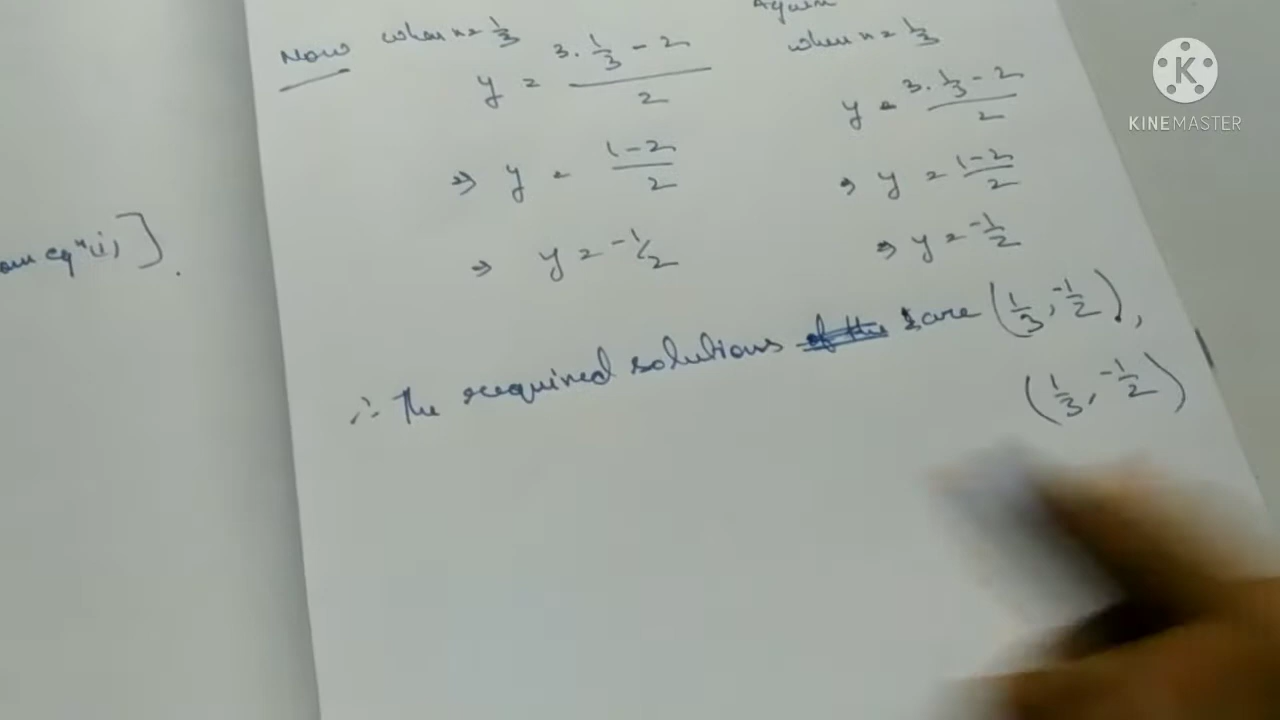 Now when x = 1/3
y = (3. 1/3 - 2)/2
⇒ y = (1-2)/2
⇒ y = -1/2
Again
when x = 1/3
y = (3. 1/3 - 2)/2
⇒ y = (1-2)/2
⇒ y = -1/2
eqⁿ(i)].
∴ The required solutions are (1/3, -1/2),
(1/3, -1/2)
KINEMASTER